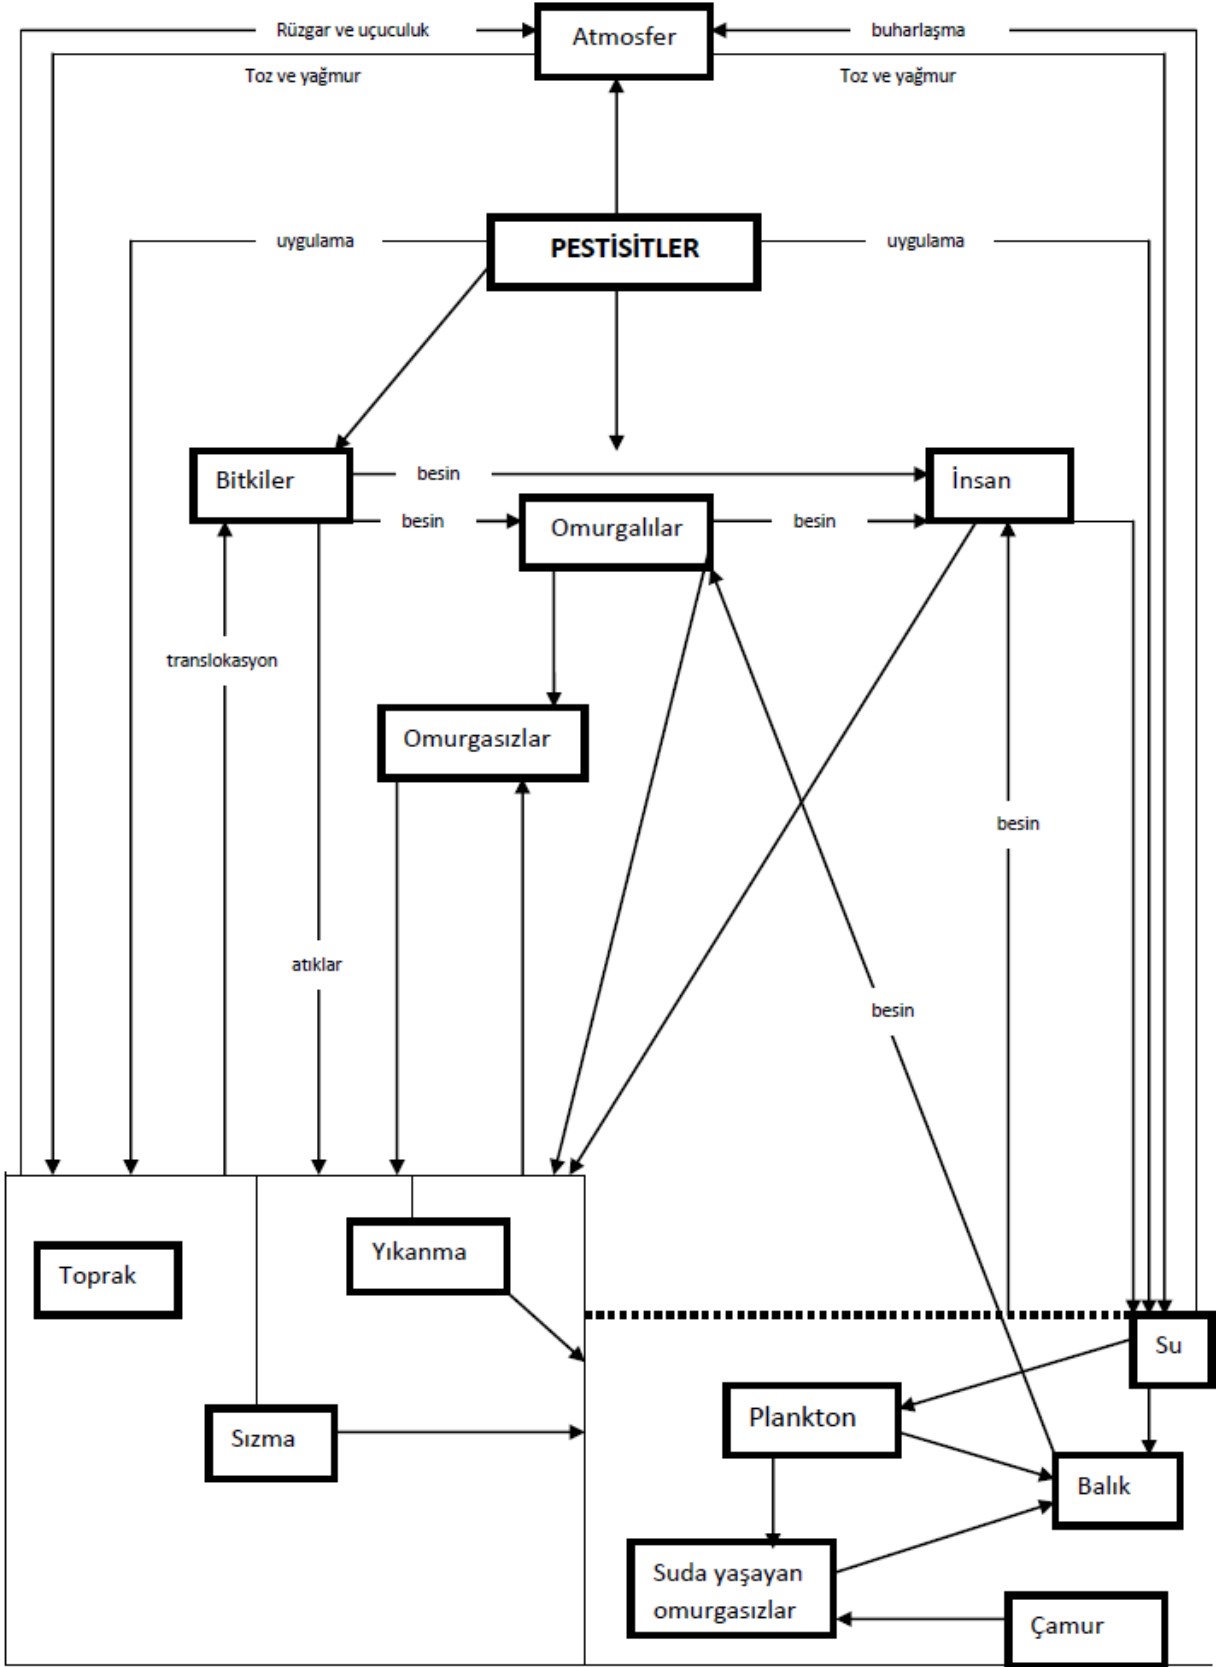 Rüzgar ve uçuculuk
Atmosfer
buharlaşma
Toz ve yağmur
Toz ve yağmur
uygulama
PESTİSİTLER
uygulama
Bitkiler
besin
İnsan
besin
Omurgalılar
besin
translokasyon
Omurgasızlar
besin
atıklar
besin
Toprak
Yıkanma
Su
Sızma
Plankton
Balık
Suda yaşayan
omurgasızlar
Çamur